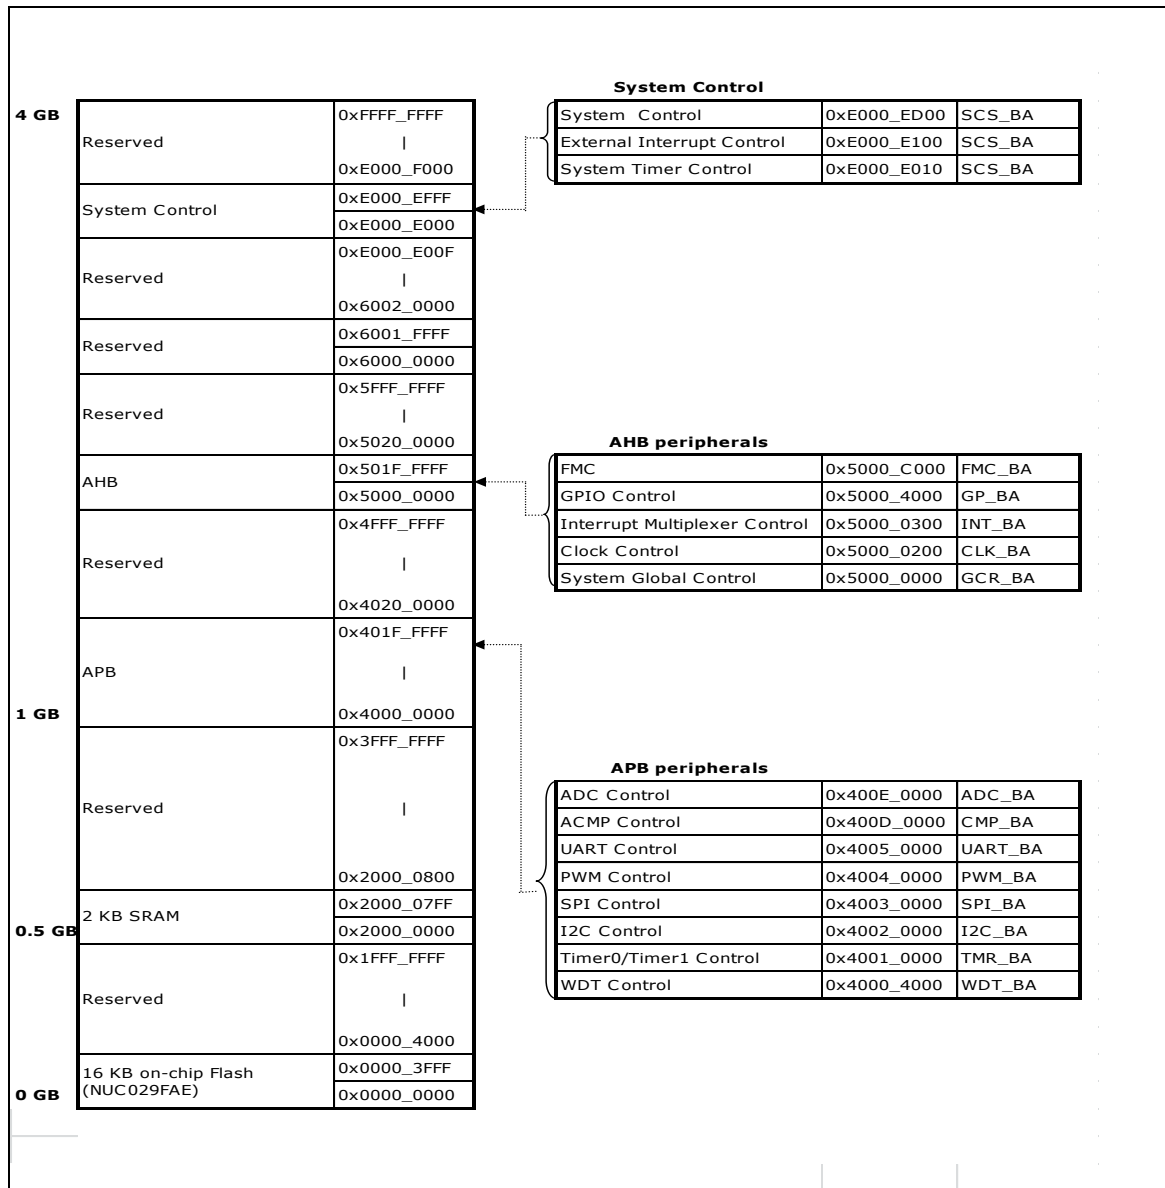 System Control
4 GB
Reserved
0xFFFF_FFFF
|
0xE000_F000
System Control
0xE000_EFFF
0xE000_E000
Reserved
0xE000_E00F
|
0x6002_0000
Reserved
0x6001_FFFF
0x6000_0000
Reserved
0x5FFF_FFFF
|
0x5020_0000
AHB
0x501F_FFFF
0x5000_0000
Reserved
0x4FFF_FFFF
|
0x4020_0000
APB
0x401F_FFFF
|
0x4000_0000
1 GB
Reserved
0x3FFF_FFFF
|
0x2000_0800
2 KB SRAM
0x2000_07FF
0x2000_0000
0.5 GB
Reserved
0x1FFF_FFFF
|
0x0000_4000
16 KB on-chip Flash
(NUC029FAE)
0x0000_3FFF
0x0000_0000
0 GB
System Control 0xE000_ED00 SCS_BA
External Interrupt Control 0xE000_E100 SCS_BA
System Timer Control 0xE000_E010 SCS_BA
AHB peripherals
FMC 0x5000_C000 FMC_BA
GPIO Control 0x5000_4000 GP_BA
Interrupt Multiplexer Control 0x5000_0300 INT_BA
Clock Control 0x5000_0200 CLK_BA
System Global Control 0x5000_0000 GCR_BA
APB peripherals
ADC Control 0x400E_0000 ADC_BA
ACMP Control 0x400D_0000 CMP_BA
UART Control 0x4005_0000 UART_BA
PWM Control 0x4004_0000 PWM_BA
SPI Control 0x4003_0000 SPI_BA
I2C Control 0x4002_0000 I2C_BA
Timer0/Timer1 Control 0x4001_0000 TMR_BA
WDT Control 0x4000_4000 WDT_BA